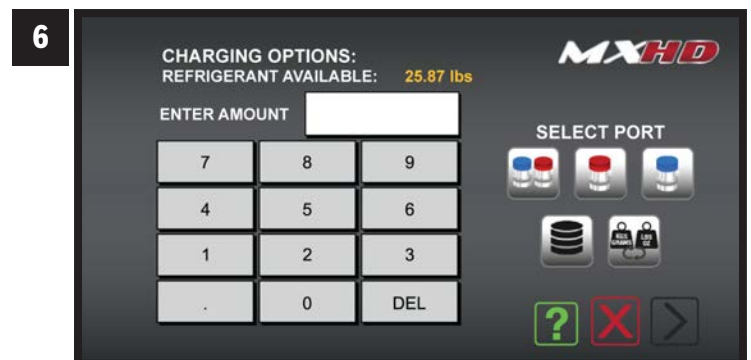 6
MXHD
CHARGING OPTIONS:
REFRIGERANT AVAILABLE: 25.87 lbs
ENTER AMOUNT
SELECT PORT
7 8 9
4 5 6
1 2 3
. 0 DEL
KGS GRAMS LBS OZ
?